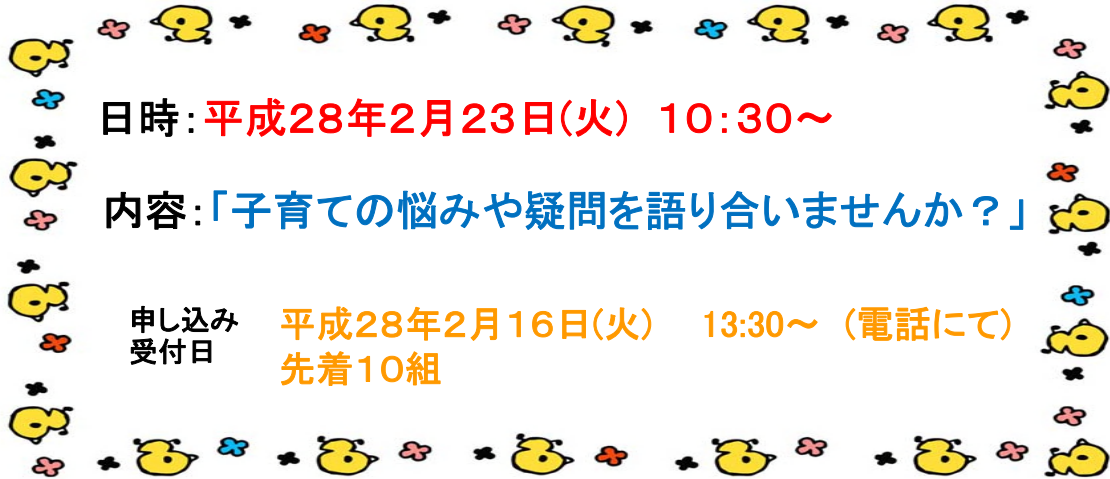 日時：平成２８年２月２３日(火)　１０：３０～
内容：「子育ての悩みや疑問を語り合いませんか？」
申し込み
受付日
平成２８年２月１６日(火)　13:30～　(電話にて)
先着１０組